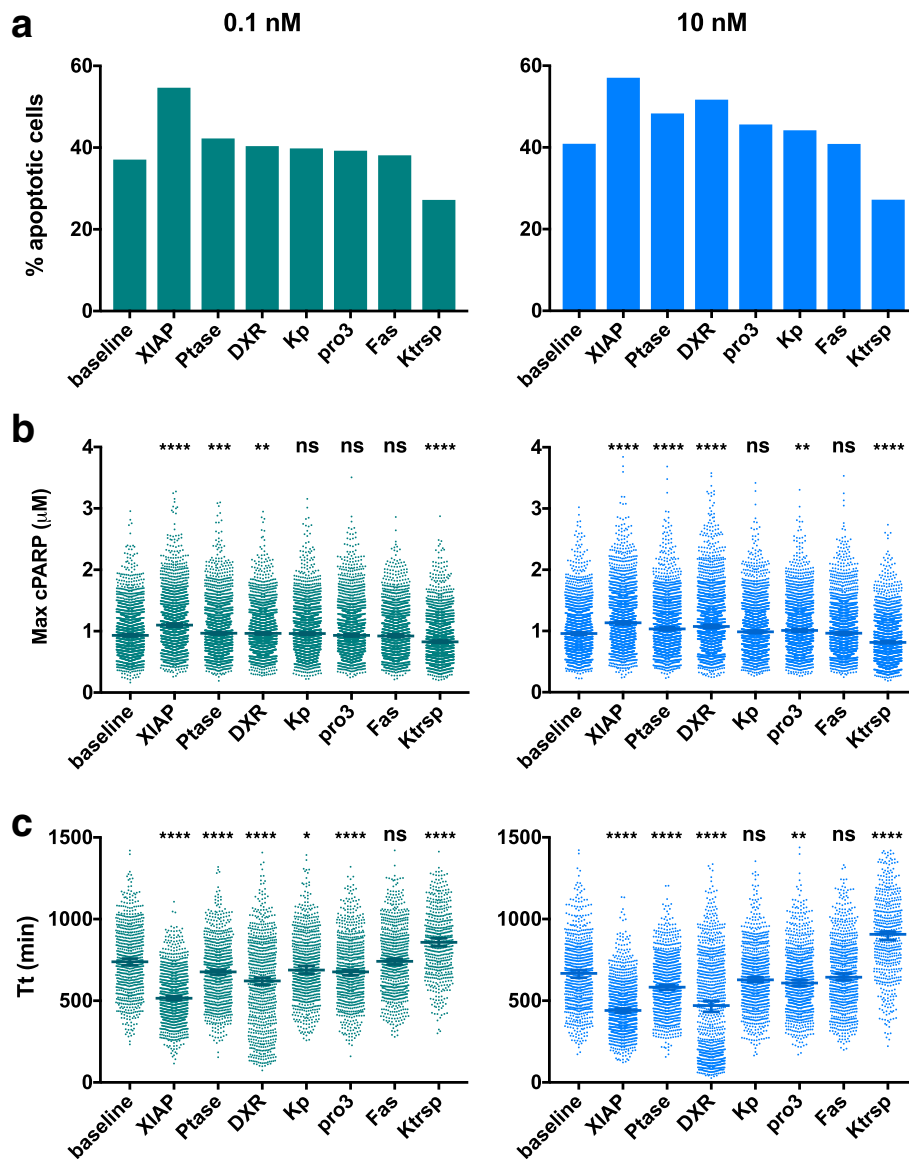 a
0.1 nM
10 nM
% apoptotic cells
60
40
20
0
baseline XIAP Ptase DXR Kp pro3 Fas Ktrsp
60
40
20
0
baseline XIAP Ptase DXR pro3 Kp Fas Ktrsp
b
Max cPARP (μM)
4
3
2
1
0
**** *** ** ns ns ns ****
baseline XIAP Ptase DXR Kp pro3 Fas Ktrsp
4
3
2
1
0
**** **** **** ns ** ns ****
baseline XIAP Ptase DXR Kp pro3 Fas Ktrsp
c
Tt (min)
1500
1000
500
0
**** **** **** * **** ns ****
baseline XIAP Ptase DXR Kp pro3 Fas Ktrsp
1500
1000
500
0
**** **** **** ns ** ns ****
baseline XIAP Ptase DXR Kp pro3 Fas Ktrsp